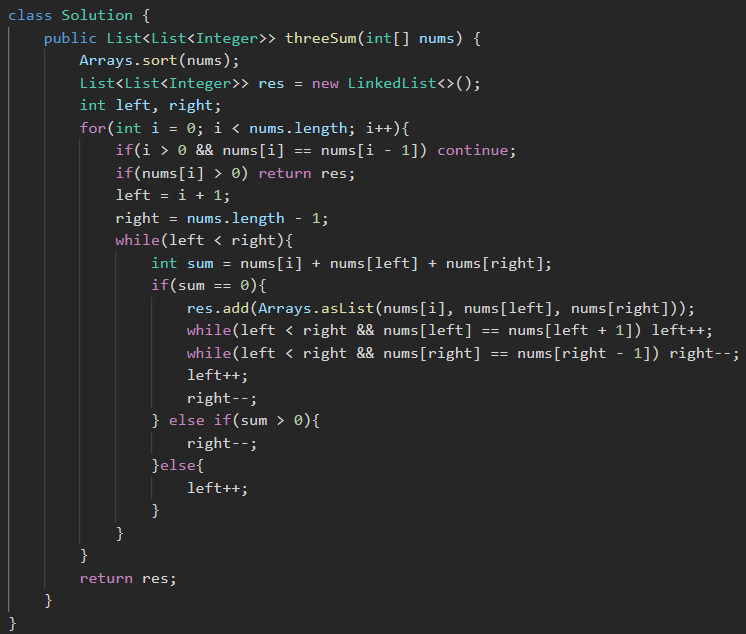 class Solution {
    public List<List<Integer>> threeSum(int[] nums) {
        Arrays.sort(nums);
        List<List<Integer>> res = new LinkedList<>();
        int left, right;
        for(int i = 0; i < nums.length; i++){
            if(i > 0 && nums[i] == nums[i - 1]) continue;
            if(nums[i] > 0) return res;
            left = i + 1;
            right = nums.length - 1;
            while(left < right){
                int sum = nums[i] + nums[left] + nums[right];
                if(sum == 0){
                    res.add(Arrays.asList(nums[i], nums[left], nums[right]));
                    while(left < right && nums[left] == nums[left + 1]) left++;
                    while(left < right && nums[right] == nums[right - 1]) right--;
                    left++;
                    right--;
                } else if(sum > 0){
                    right--;
                }else{
                    left++;
                }
            }
        }
        return res;
    }
}